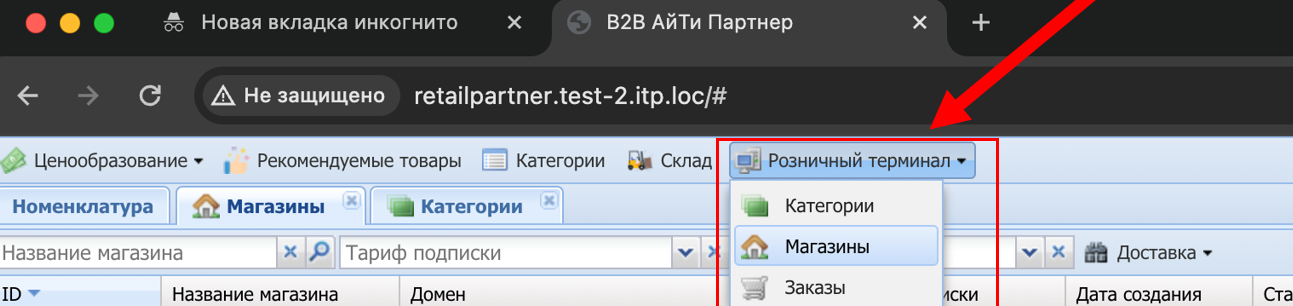 Новая вкладка инкогнито
B2B АйТи Партнер
Не защищено
retailpartner.test-2.itp.loc/#
Ценообразование Рекомендуемые товары Категории Склад Розничный терминал
Номенклатура Магазины Категории
Категории
Магазины
Заказы
Название магазина Тариф подписки Доставка
ID Название магазина Домен иски Дата создания Ста